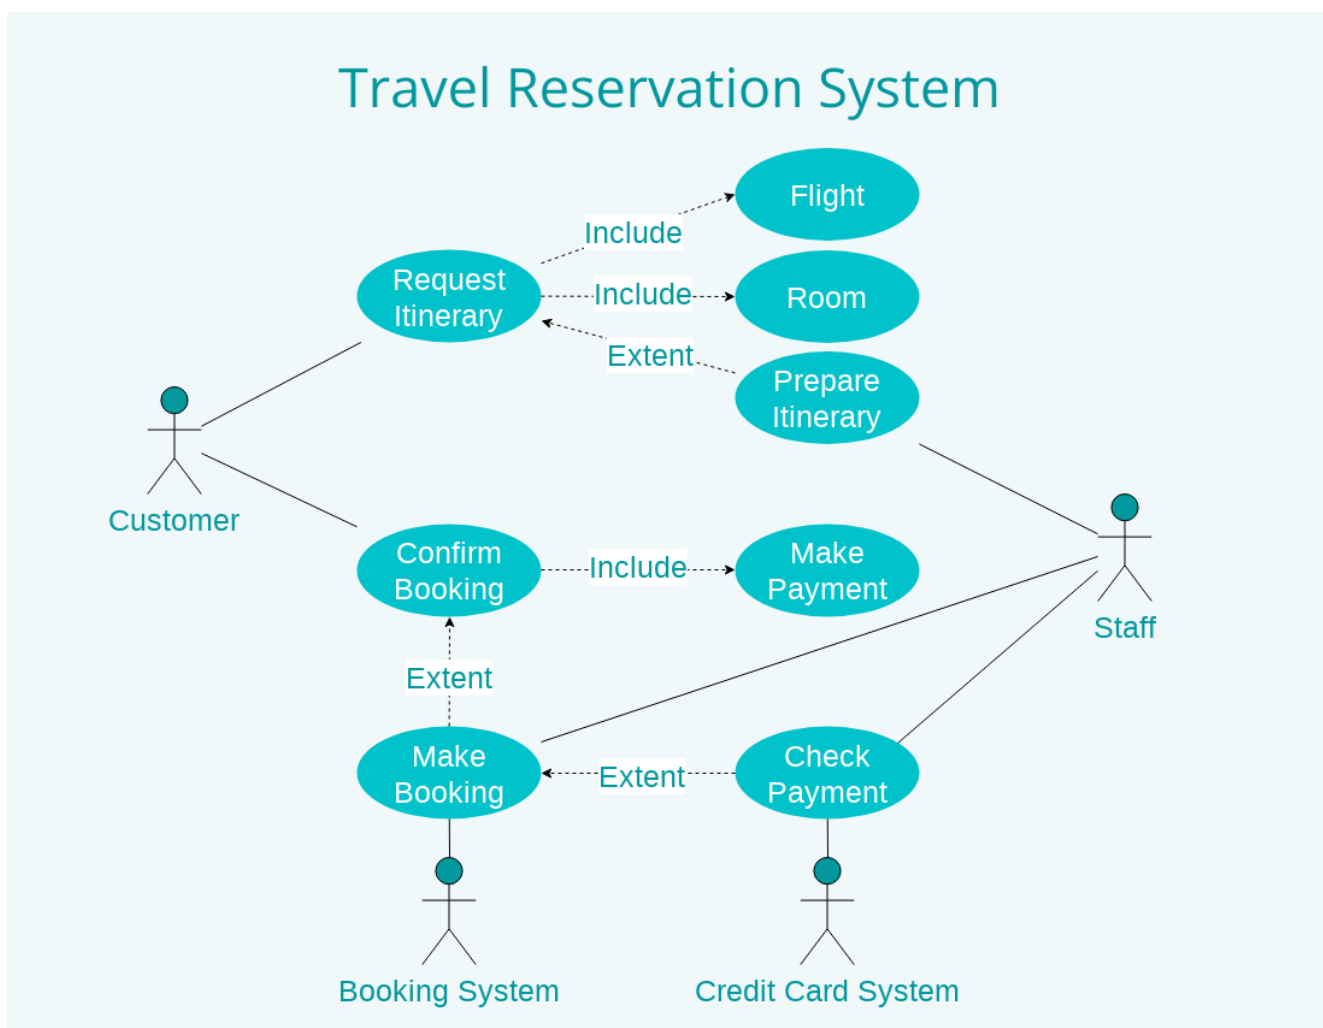 Travel Reservation System
Flight
Include
Request
Itinerary
Include
Room
Extent
Prepare
Itinerary
Customer
Confirm
Booking
Include
Make
Payment
Staff
Extent
Make
Booking
Extent
Check
Payment
Booking System
Credit Card System